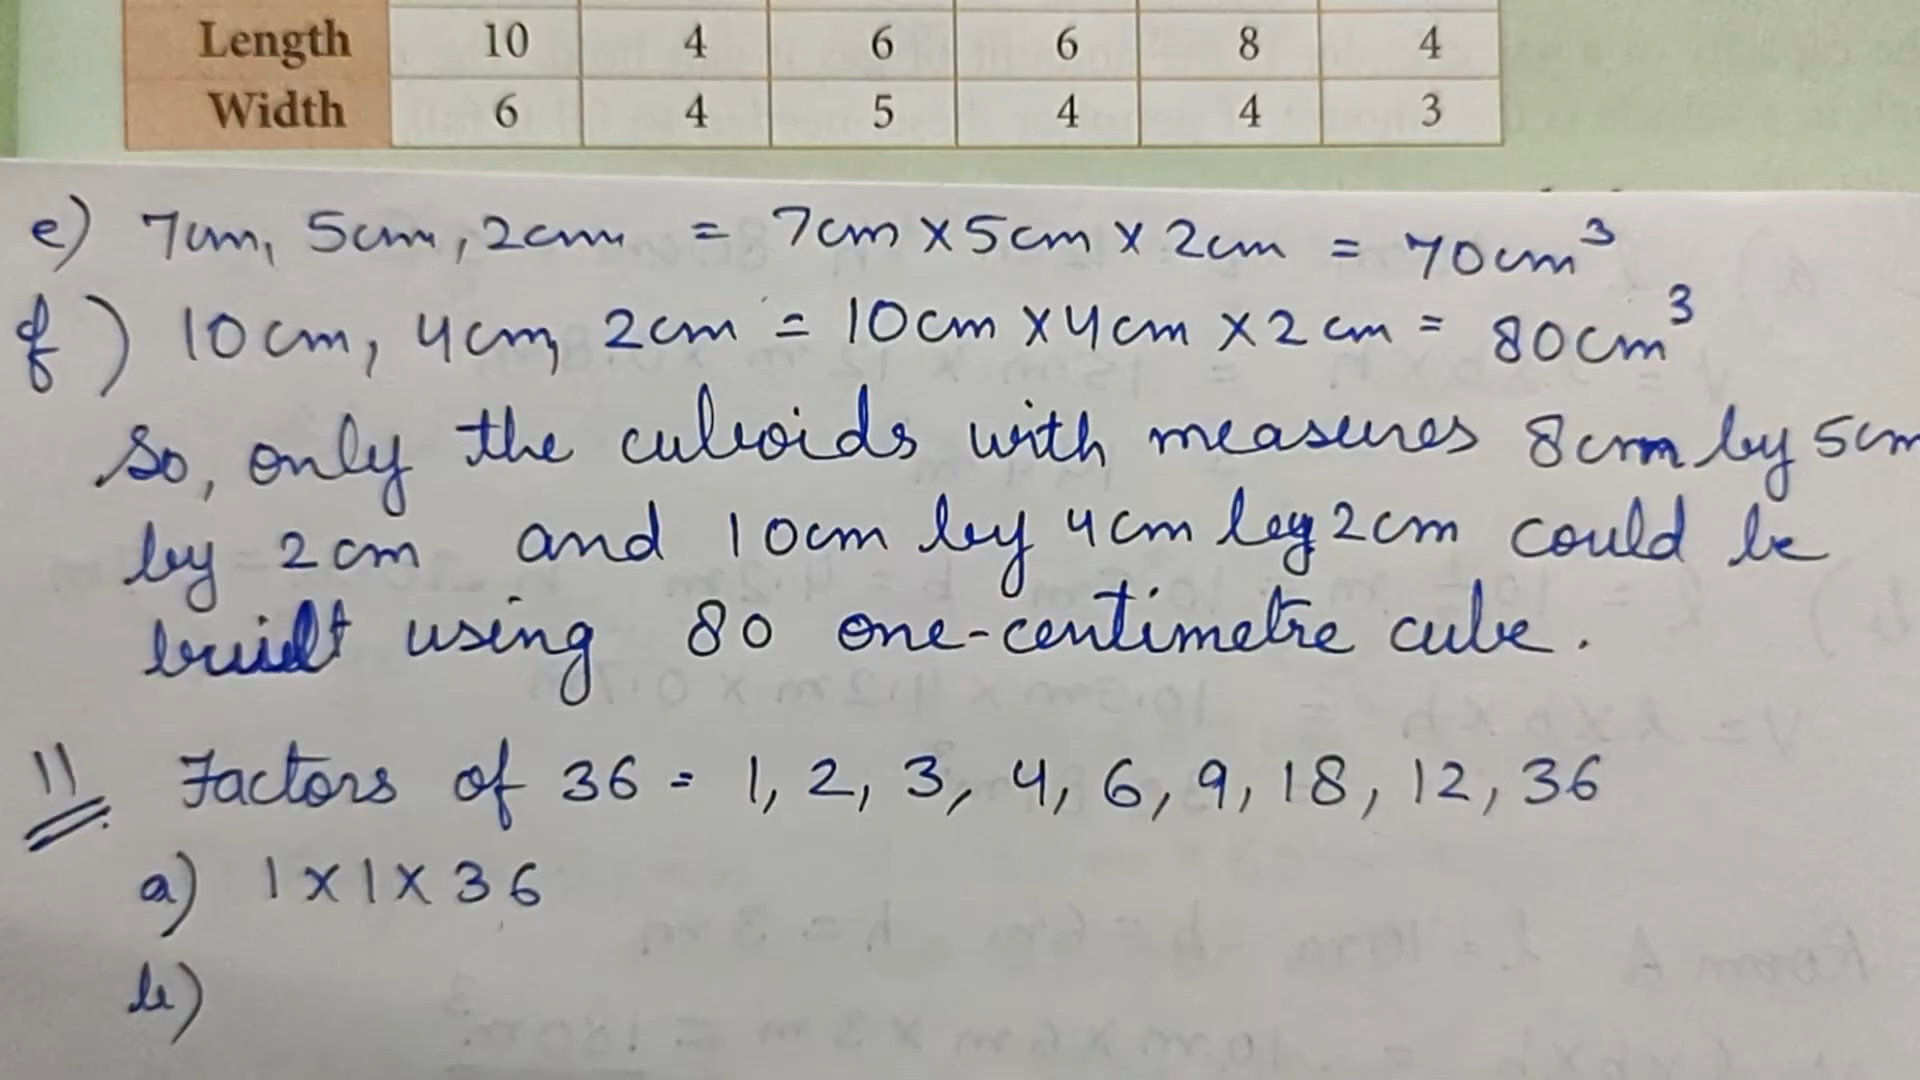 Length 10 4 6 6 8 4
Width 6 4 5 4 4 3
e) 7cm, 5cm, 2cm = 7cm x 5cm x 2cm = 70cm³
f) 10cm, 4cm, 2cm = 10cm x 4cm x 2cm = 80cm³
So, only the cuboids with measures 8cm by 5cm
by 2cm and 10cm by 4cm by 2cm could be
built using 80 one-centimetre cube.
11 Factors of 36 = 1, 2, 3, 4, 6, 9, 18, 12, 36
a) 1 x 1 x 36
b)